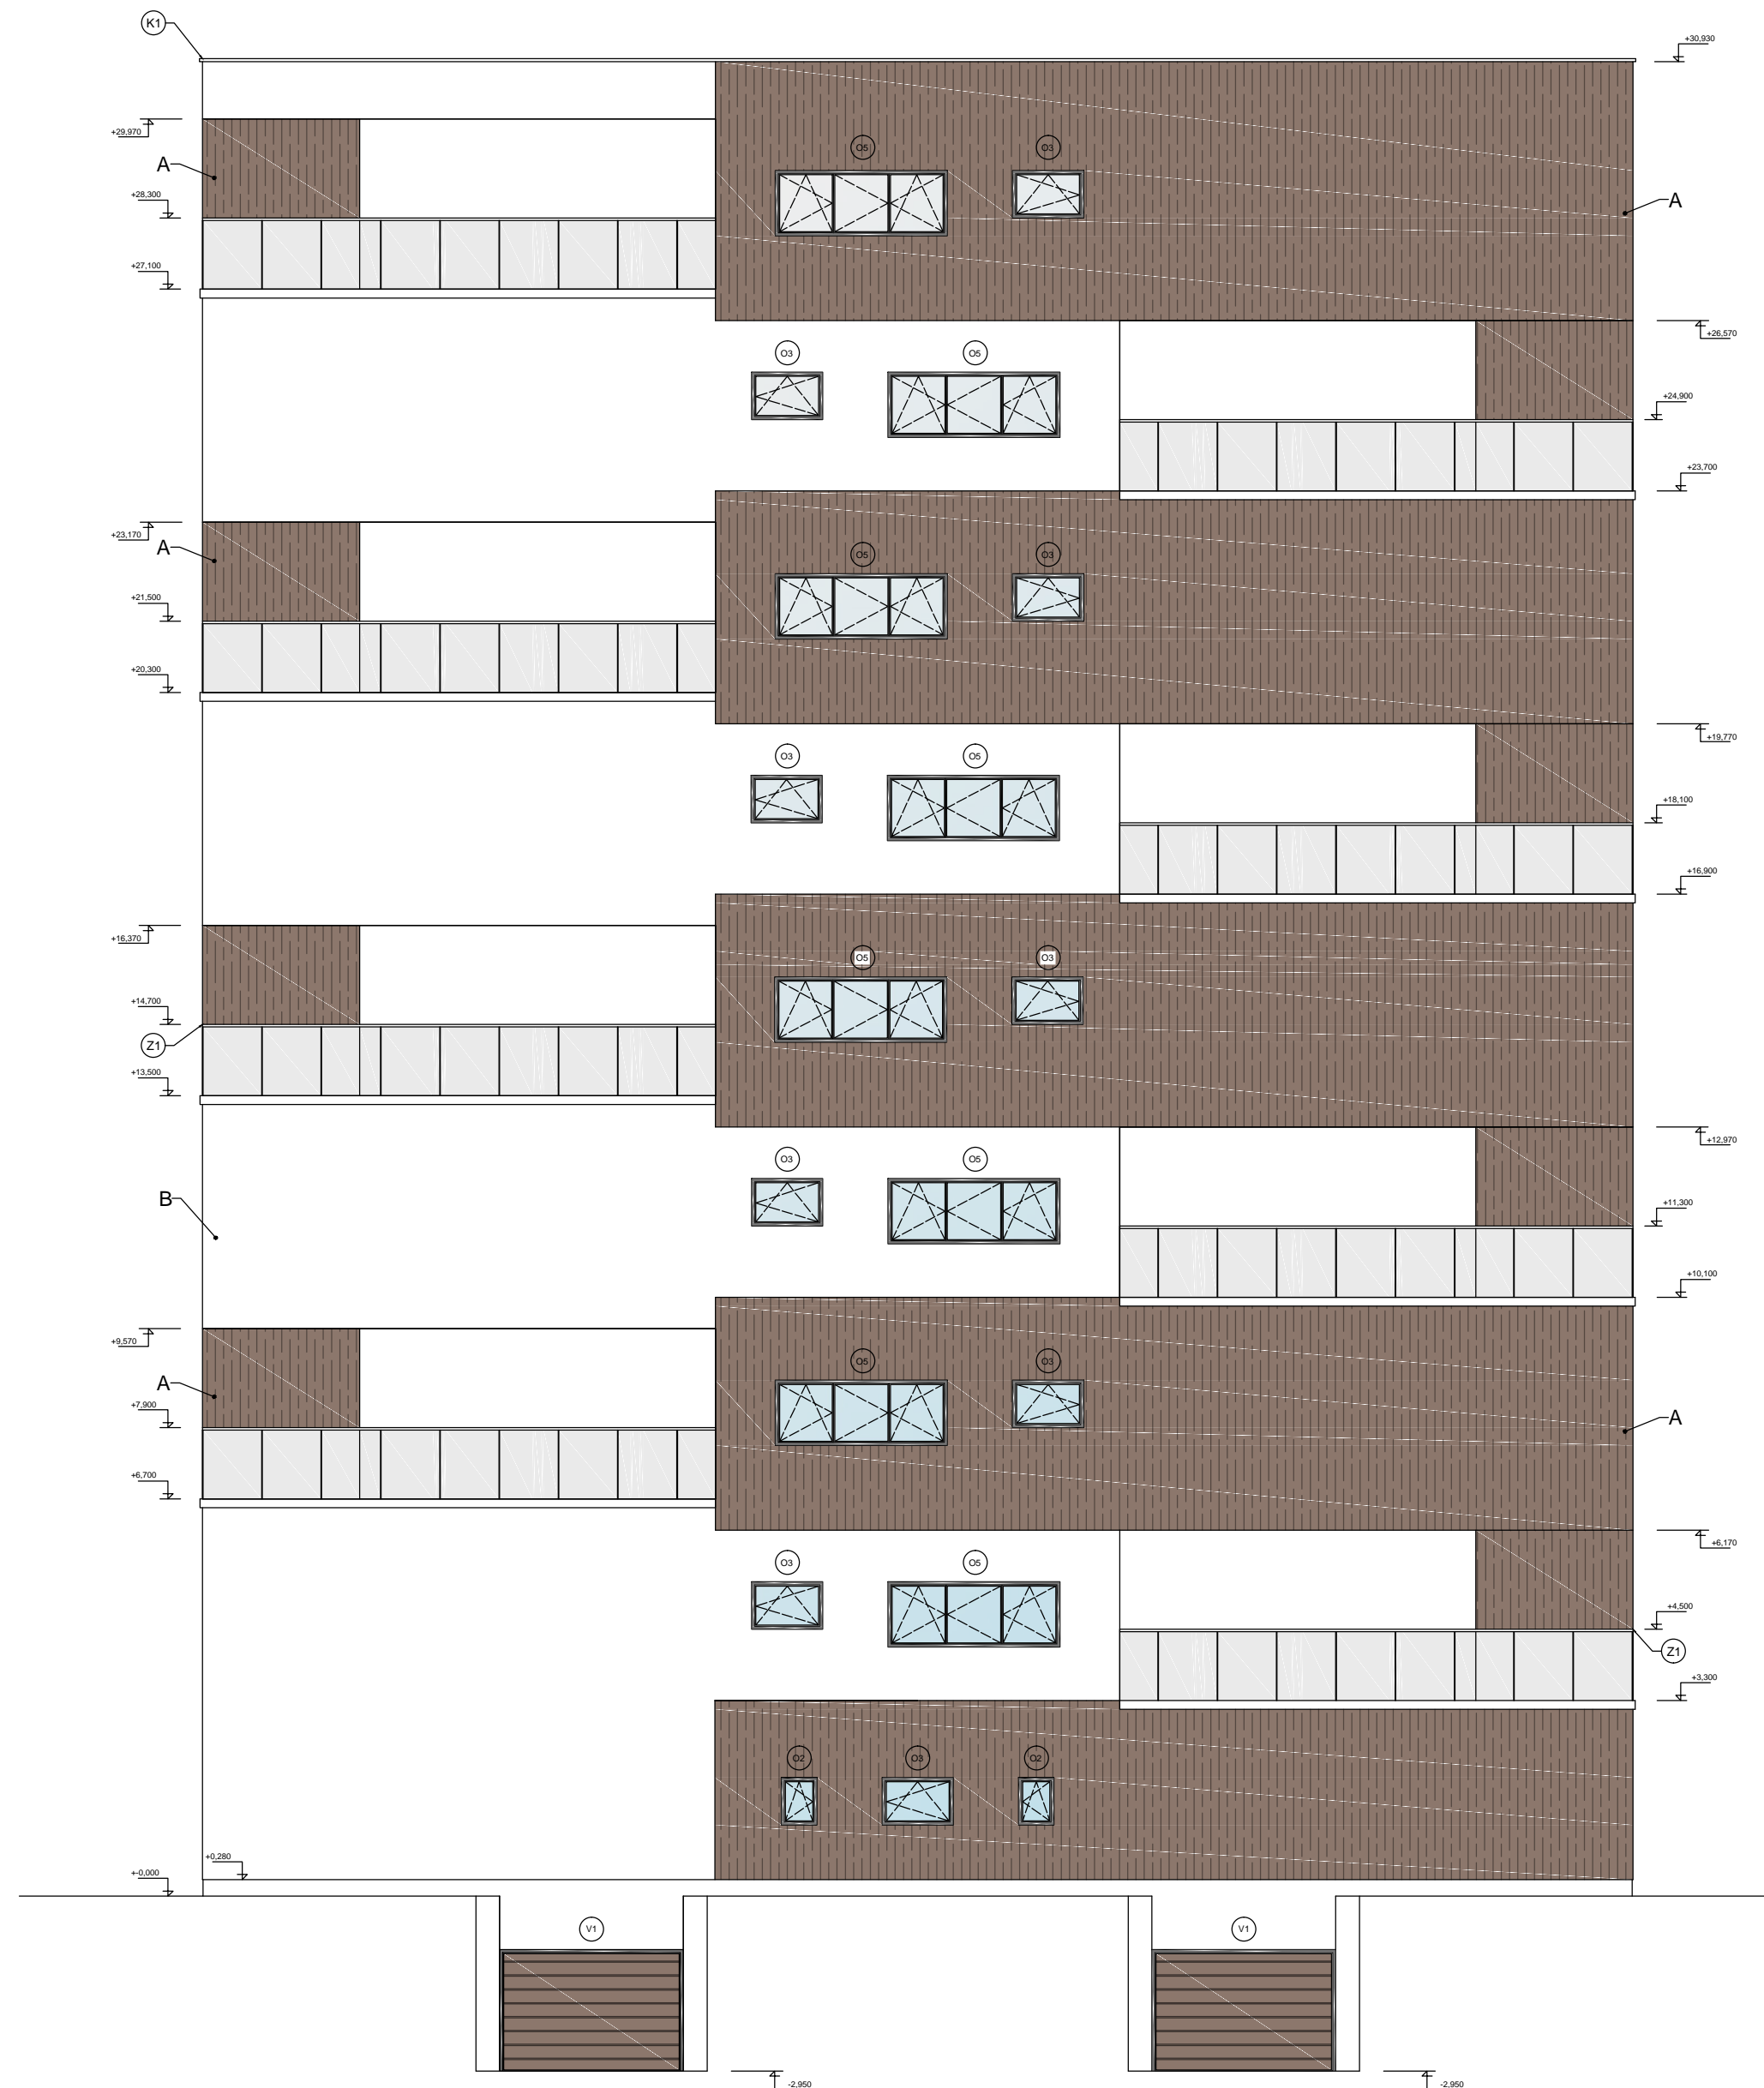 K1
+30,930
+29,970
A
O5
O3
+28,300
A
+27,100
+26,570
O3
O5
+24,900
+23,700
+23,170
A
O5
O3
+21,500
+20,300
+19,770
O3
O5
+18,100
+16,900
+16,370
O5
O3
+14,700
Z1
+13,500
+12,970
O3
O5
B
+11,300
+10,100
+9,570
O5
O3
A
+7,900
A
+6,700
+6,170
O3
O5
+4,500
Z1
+3,300
O2
O3
O2
+0,280
+-0,000
V1
V1
-2,950
-2,950